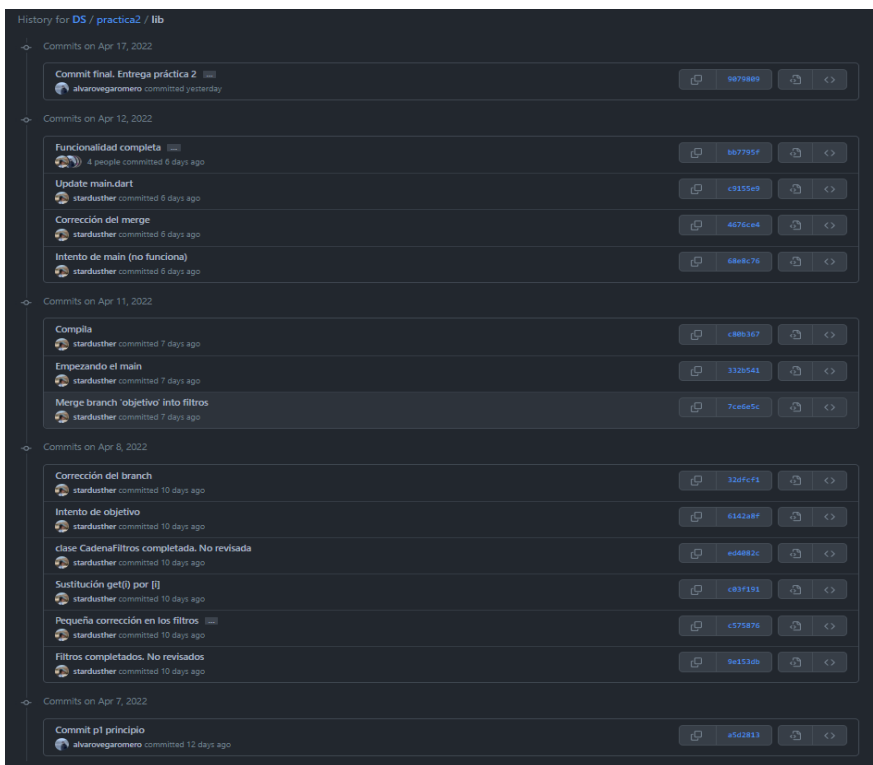 History for DS / practica2 / lib
Commits on Apr 17, 2022
Commit final. Entrega práctica 2 ...
9079809
alvarovegaromero committed yesterday
Commits on Apr 12, 2022
Funcionalidad completa ...
bb7795f
4 people committed 6 days ago
Update main.dart
c9155e9
stardusther committed 6 days ago
Corrección del merge
4676ce4
stardusther committed 6 days ago
Intento de main (no funciona)
68e8c76
stardusther committed 6 days ago
Commits on Apr 11, 2022
Compila
c80b367
stardusther committed 7 days ago
Empezando el main
332b541
stardusther committed 7 days ago
Merge branch 'objetivo' into filtros
7ce6e5c
stardusther committed 7 days ago
Commits on Apr 8, 2022
Corrección del branch
32dfcf1
stardusther committed 10 days ago
Intento de objetivo
6142a8f
stardusther committed 10 days ago
clase CadenaFiltros completada. No revisada
ed4082c
stardusther committed 10 days ago
Sustitución get(i) por [i]
c03f191
stardusther committed 10 days ago
Pequeña corrección en los filtros ...
c575876
stardusther committed 10 days ago
Filtros completados. No revisados
9e153db
stardusther committed 10 days ago
Commits on Apr 7, 2022
Commit p1 principio
a5d2813
alvarovegaromero committed 12 days ago